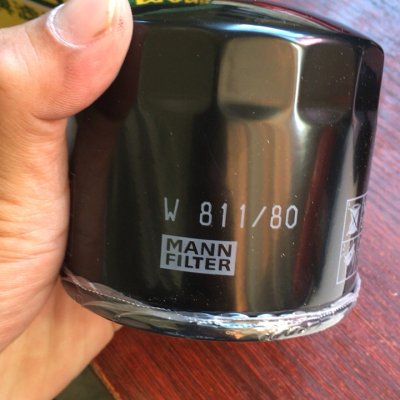 W 811/80
MANN
FILTER